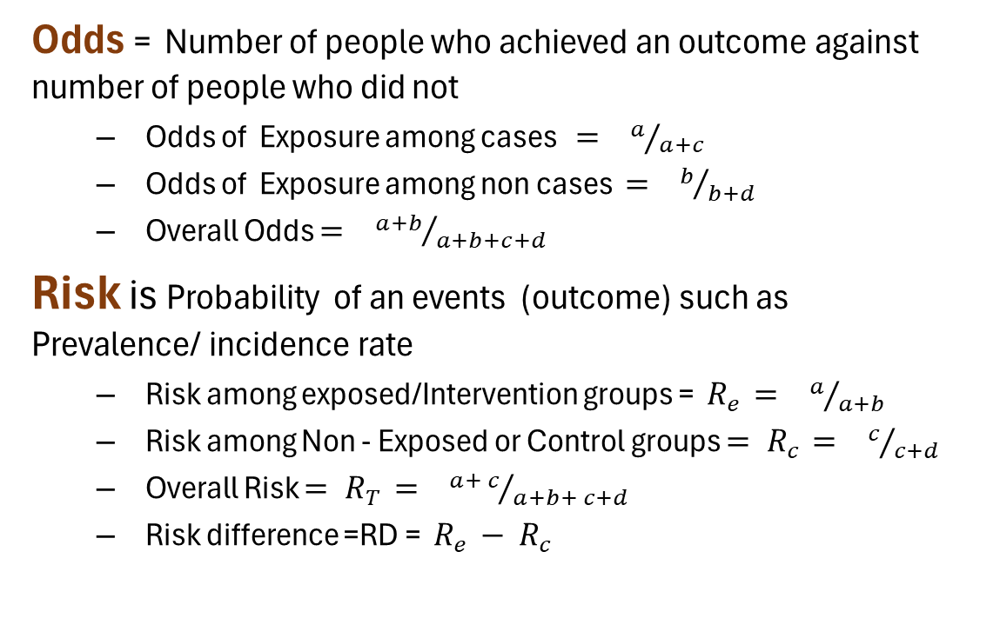 Odds = Number of people who achieved an outcome against
number of people who did not
– Odds of Exposure among cases = a/a+c
– Odds of Exposure among non cases = b/b+d
– Overall Odds = a+b/a+b+c+d
Risk is Probability of an events (outcome) such as
Prevalence/ incidence rate
– Risk among exposed/Intervention groups = Rₑ = a/a+b
– Risk among Non - Exposed or Control groups = R_c = c/c+d
– Overall Risk = R_T = a+ c/a+b+ c+d
– Risk difference =RD = Rₑ − R_c